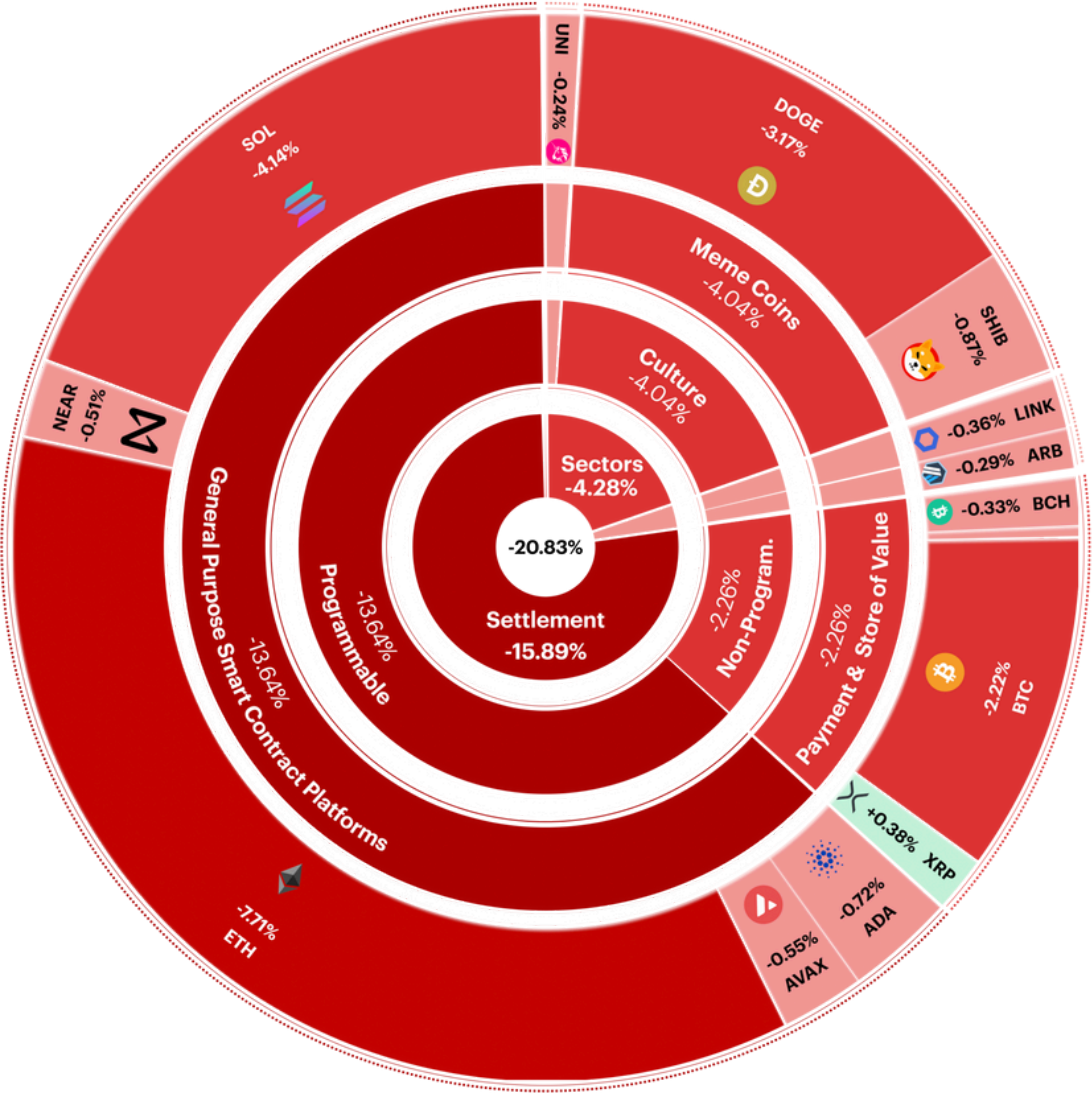 UNI -0.24%
DOGE
-3.17%
SHIB
-0.87%
-0.36% LINK
-0.29% ARB
-0.33% BCH
-2.22%
BTC
+0.38% XRP
-0.72%
ADA
-0.55%
AVAX
-7.71%
ETH
NEAR
-0.51%
SOL
-4.14%
Meme Coins
-4.04%
Payment & Store of Value
-2.26%
General Purpose Smart Contract Platforms
-13.64%
Culture
-4.04%
Non-Program.
-2.26%
Programmable
-13.64%
Sectors
-4.28%
-20.83%
Settlement
-15.89%